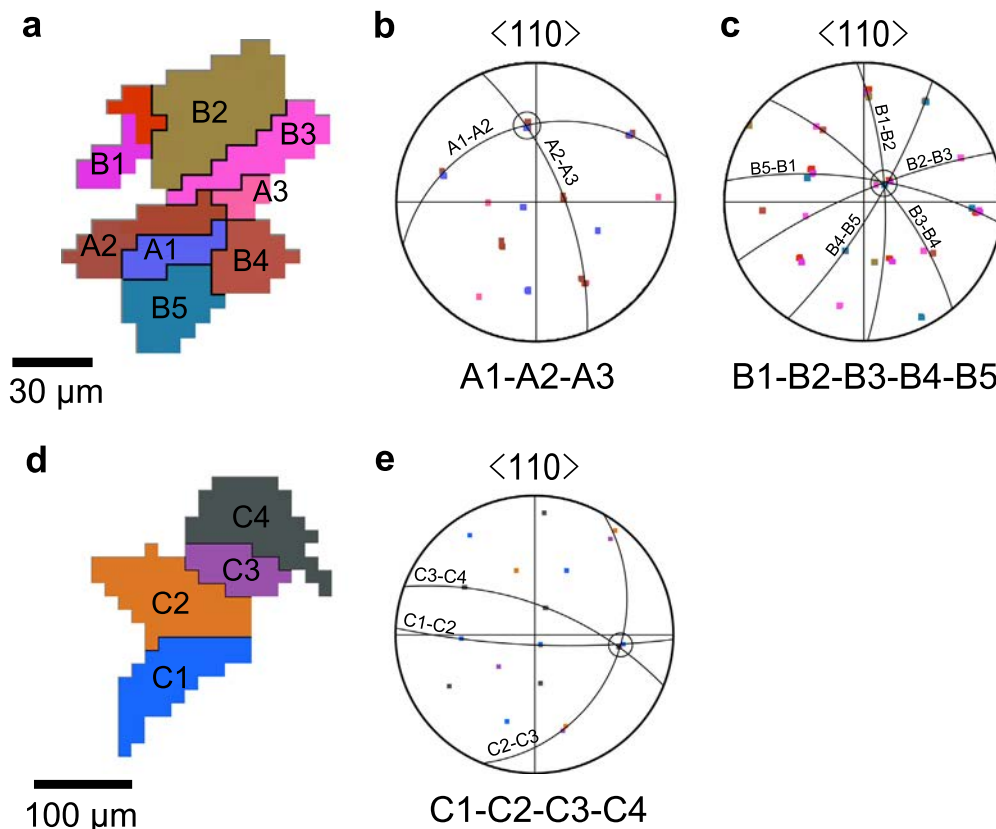 a
B2
B1
B3
A3
A2
A1
B4
B5
30 µm
b
〈110〉
A1-A2
A2-A3
A1-A2-A3
c
〈110〉
B1-B2
B2-B3
B5-B1
B3-B4
B4-B5
B1-B2-B3-B4-B5
d
C4
C3
C2
C1
100 µm
e
〈110〉
C3-C4
C1-C2
C2-C3
C1-C2-C3-C4